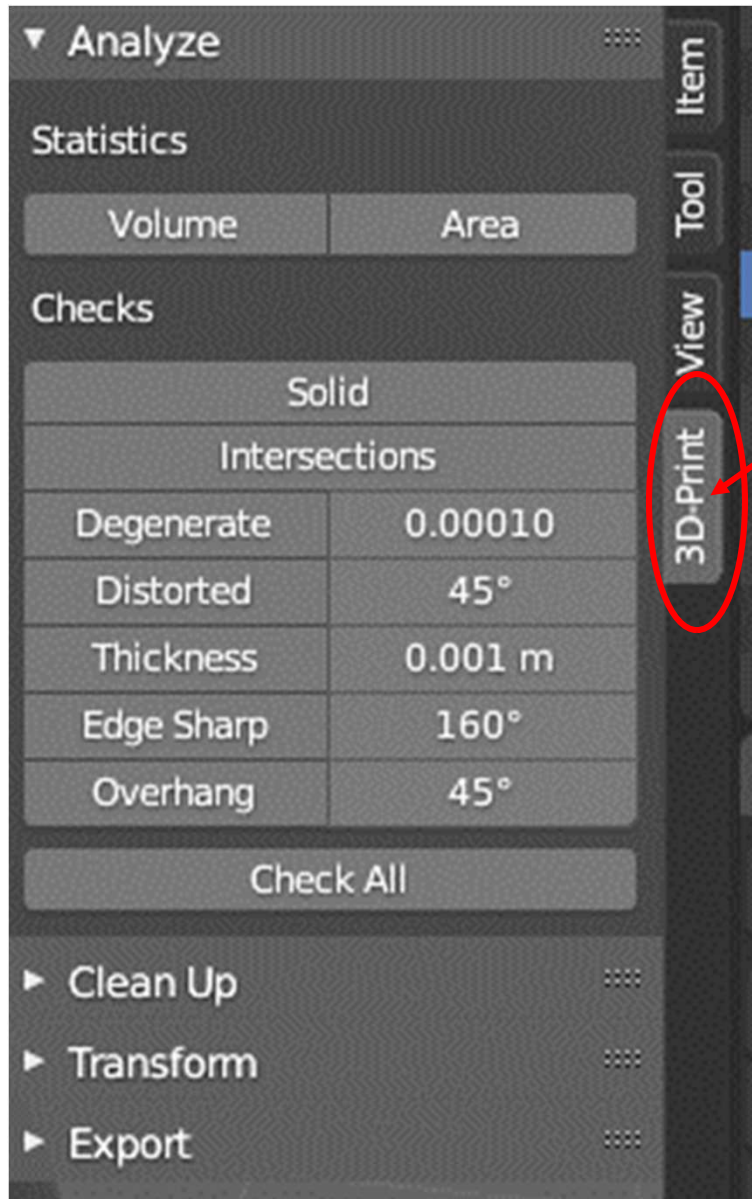 Analyze
Statistics
Volume Area
Checks
Solid
Intersections
Degenerate 0.00010
Distorted 45°
Thickness 0.001 m
Edge Sharp 160°
Overhang 45°
Check All
Clean Up
Transform
Export
Item
Tool
View
3D-Print